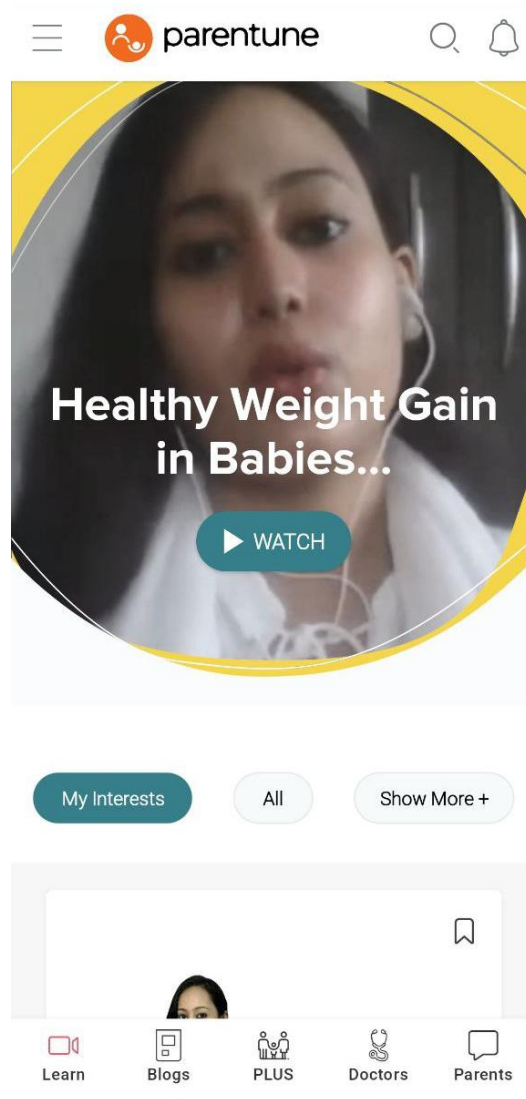 parentune
Healthy Weight Gain
in Babies...
WATCH
My Interests
All
Show More +
Learn
Blogs
PLUS
Doctors
Parents